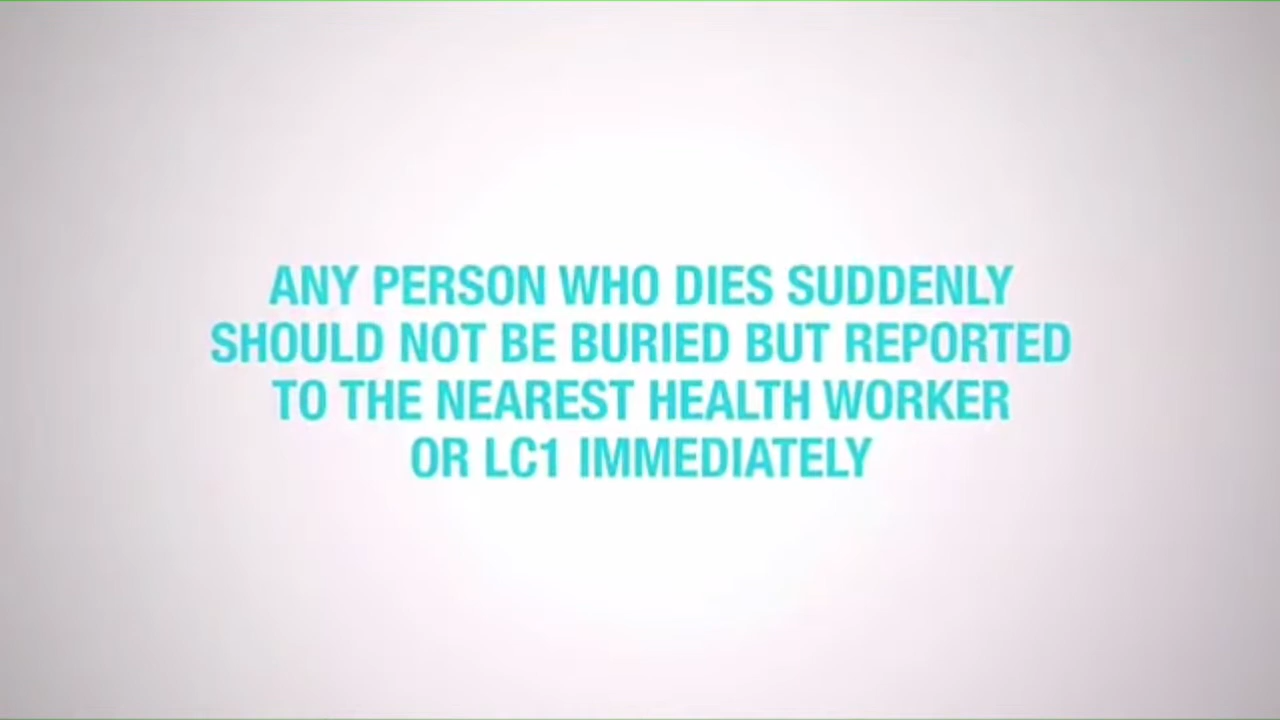 ANY PERSON WHO DIES SUDDENLY
SHOULD NOT BE BURIED BUT REPORTED
TO THE NEAREST HEALTH WORKER
OR LC1 IMMEDIATELY